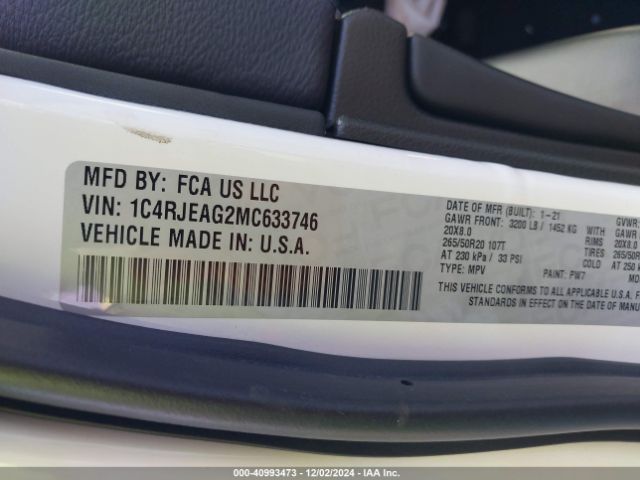 MFD BY: FCA US LLC
VIN: 1C4RJEAG2MC633746
VEHICLE MADE IN: U.S.A.
DATE OF MFR (BUILT): 1-21
GAWR FRONT: 3200 LB / 1452 KG WITH
20X8.0 RIMS
265/50R20 107T TIRES
AT 230 kPa / 33 PSI COLD
TYPE: MPV PAINT: PW7
GVWR:
GAWR
20X8.0
265/50R
AT 250
THIS VEHICLE CONFORMS TO ALL APPLICABLE U.S.A.
STANDARDS IN EFFECT ON THE DATE OF MANU
000-40993473 - 12/02/2024 - IAA